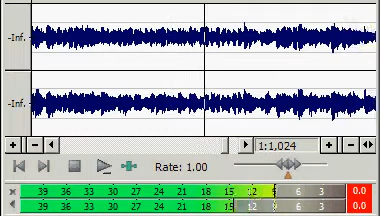 -Inf.
-Inf.
+ - 1:1,024 + -
Rate: 1.00
39 36 33 30 27 24 21 18 15 12 9 6 3 0.0
39 36 33 30 27 24 21 18 15 12 9 6 3 0.0